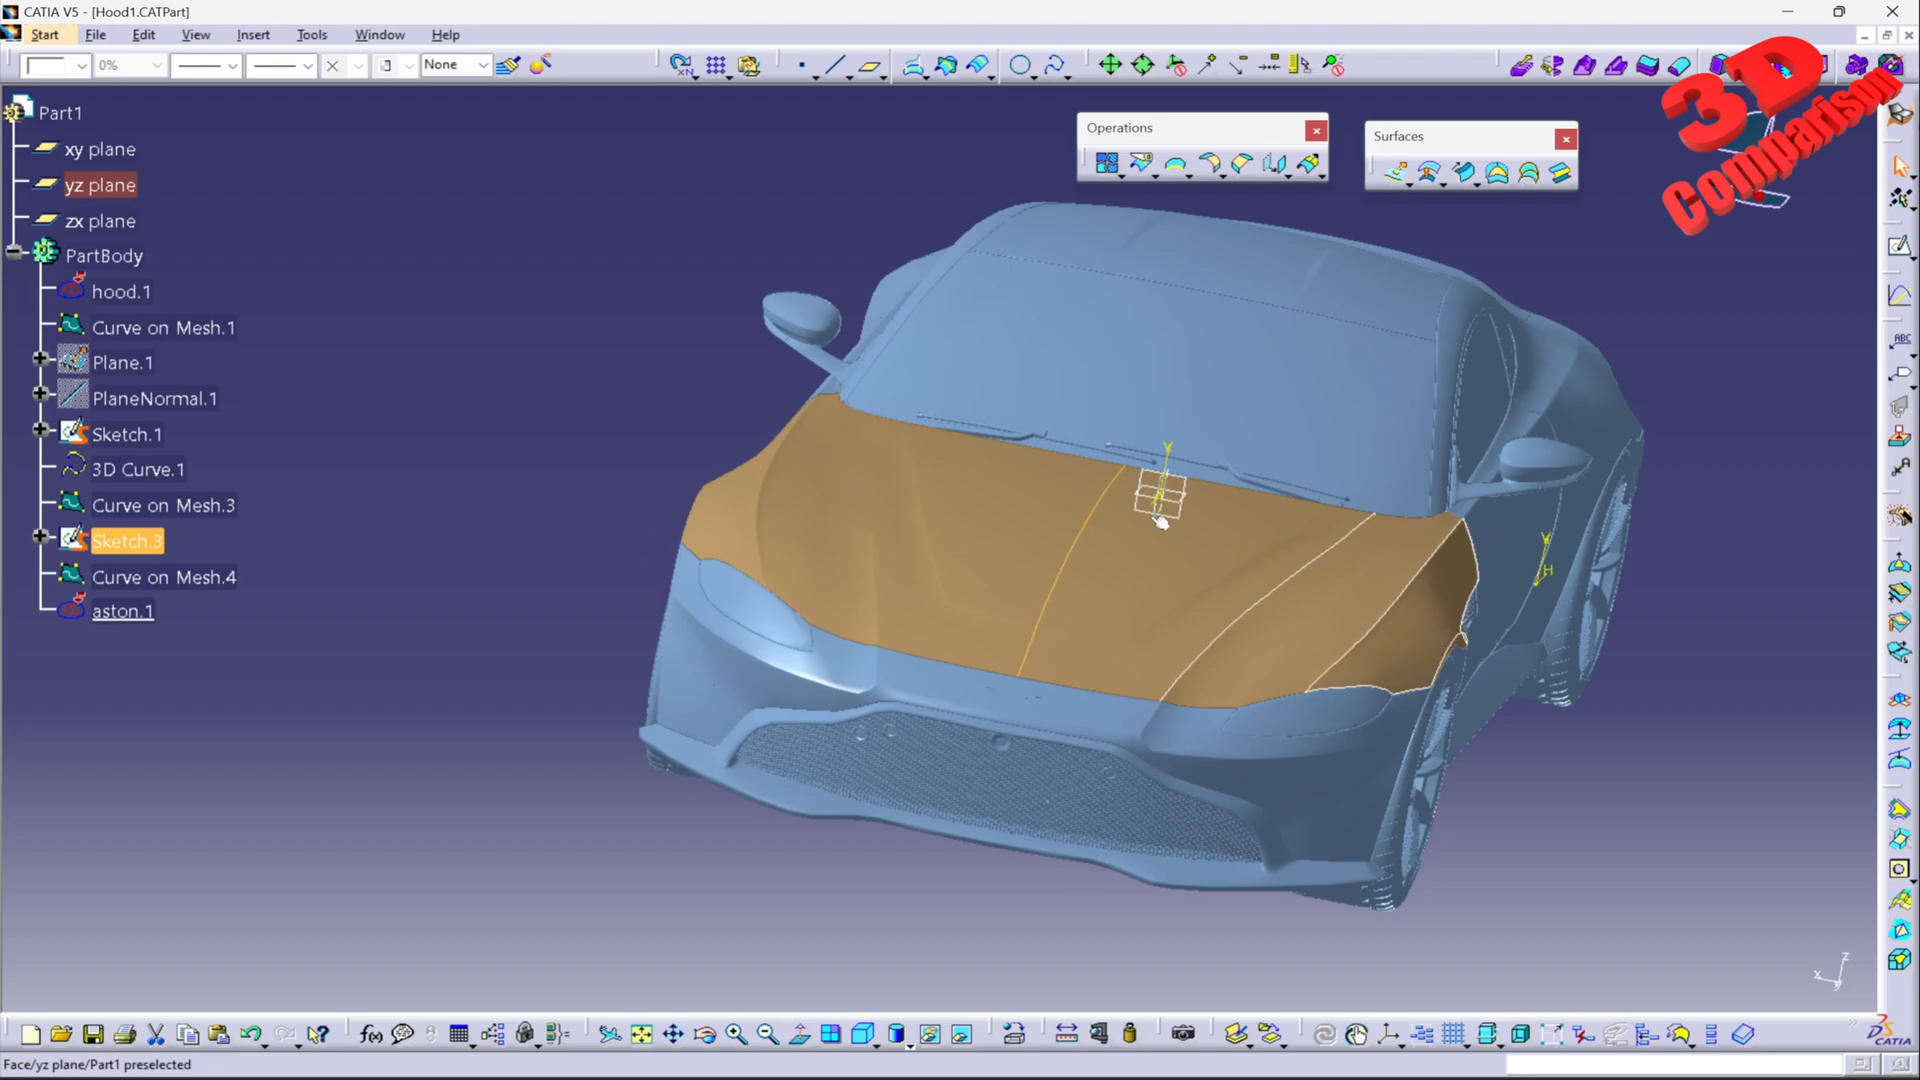 CATIA V5 - [Hood1.CATPart]
Start File Edit View Insert Tools Window Help
0% None
3D
Comparison
Operations
Surfaces
Part1
xy plane
yz plane
zx plane
PartBody
hood.1
Curve on Mesh.1
Plane.1
PlaneNormal.1
Sketch.1
3D Curve.1
Curve on Mesh.3
Sketch.3
Curve on Mesh.4
aston.1
ABC
Y
Y
H
z
x
y
f(x)
CATIA
Face/yz plane/Part1 preselected